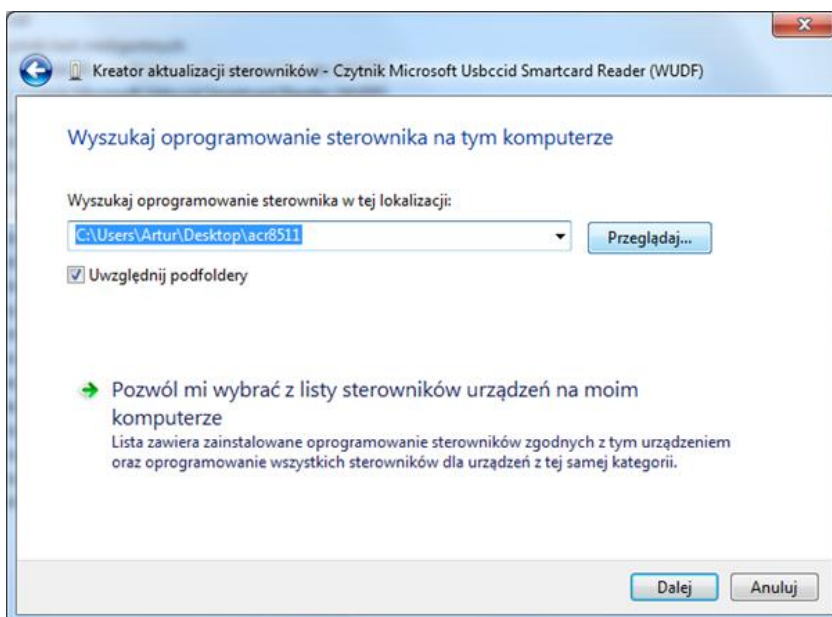 Kreator aktualizacji sterowników - Czytnik Microsoft Usbccid Smartcard Reader (WUDF)
Wyszukaj oprogramowanie sterownika na tym komputerze
Wyszukaj oprogramowanie sterownika w tej lokalizacji:
C:\Users\Artur\Desktop\acr8511
Przeglądaj...
Uwzględnij podfoldery
Pozwól mi wybrać z listy sterowników urządzeń na moim
komputerze
Lista zawiera zainstalowane oprogramowanie sterowników zgodnych z tym urządzeniem
oraz oprogramowanie wszystkich sterowników dla urządzeń z tej samej kategorii.
Dalej
Anuluj